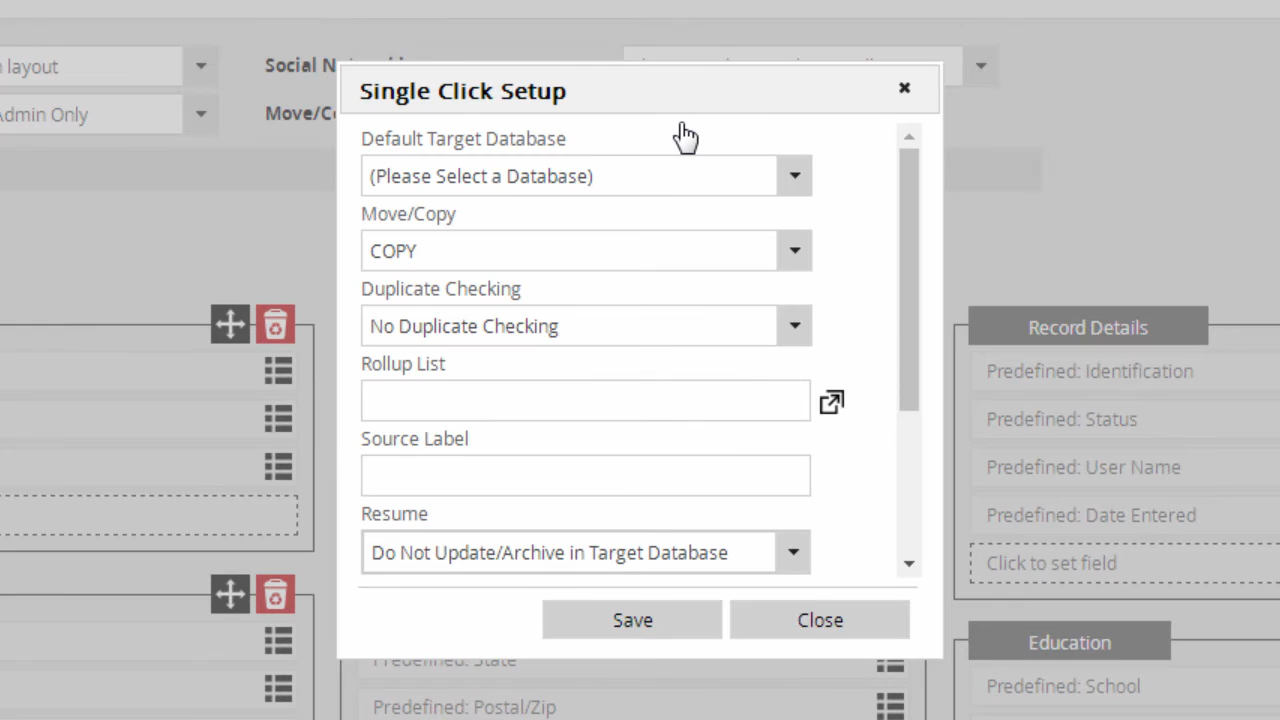 layout
Social N
Admin Only
Move/C
Single Click Setup
Default Target Database
(Please Select a Database)
Move/Copy
COPY
Duplicate Checking
No Duplicate Checking
Rollup List
Source Label
Resume
Do Not Update/Archive in Target Database
Save
Close
Record Details
Predefined: Identification
Predefined: Status
Predefined: User Name
Predefined: Date Entered
Click to set field
Education
Predefined: School
Predefined: State
Predefined: Postal/Zip